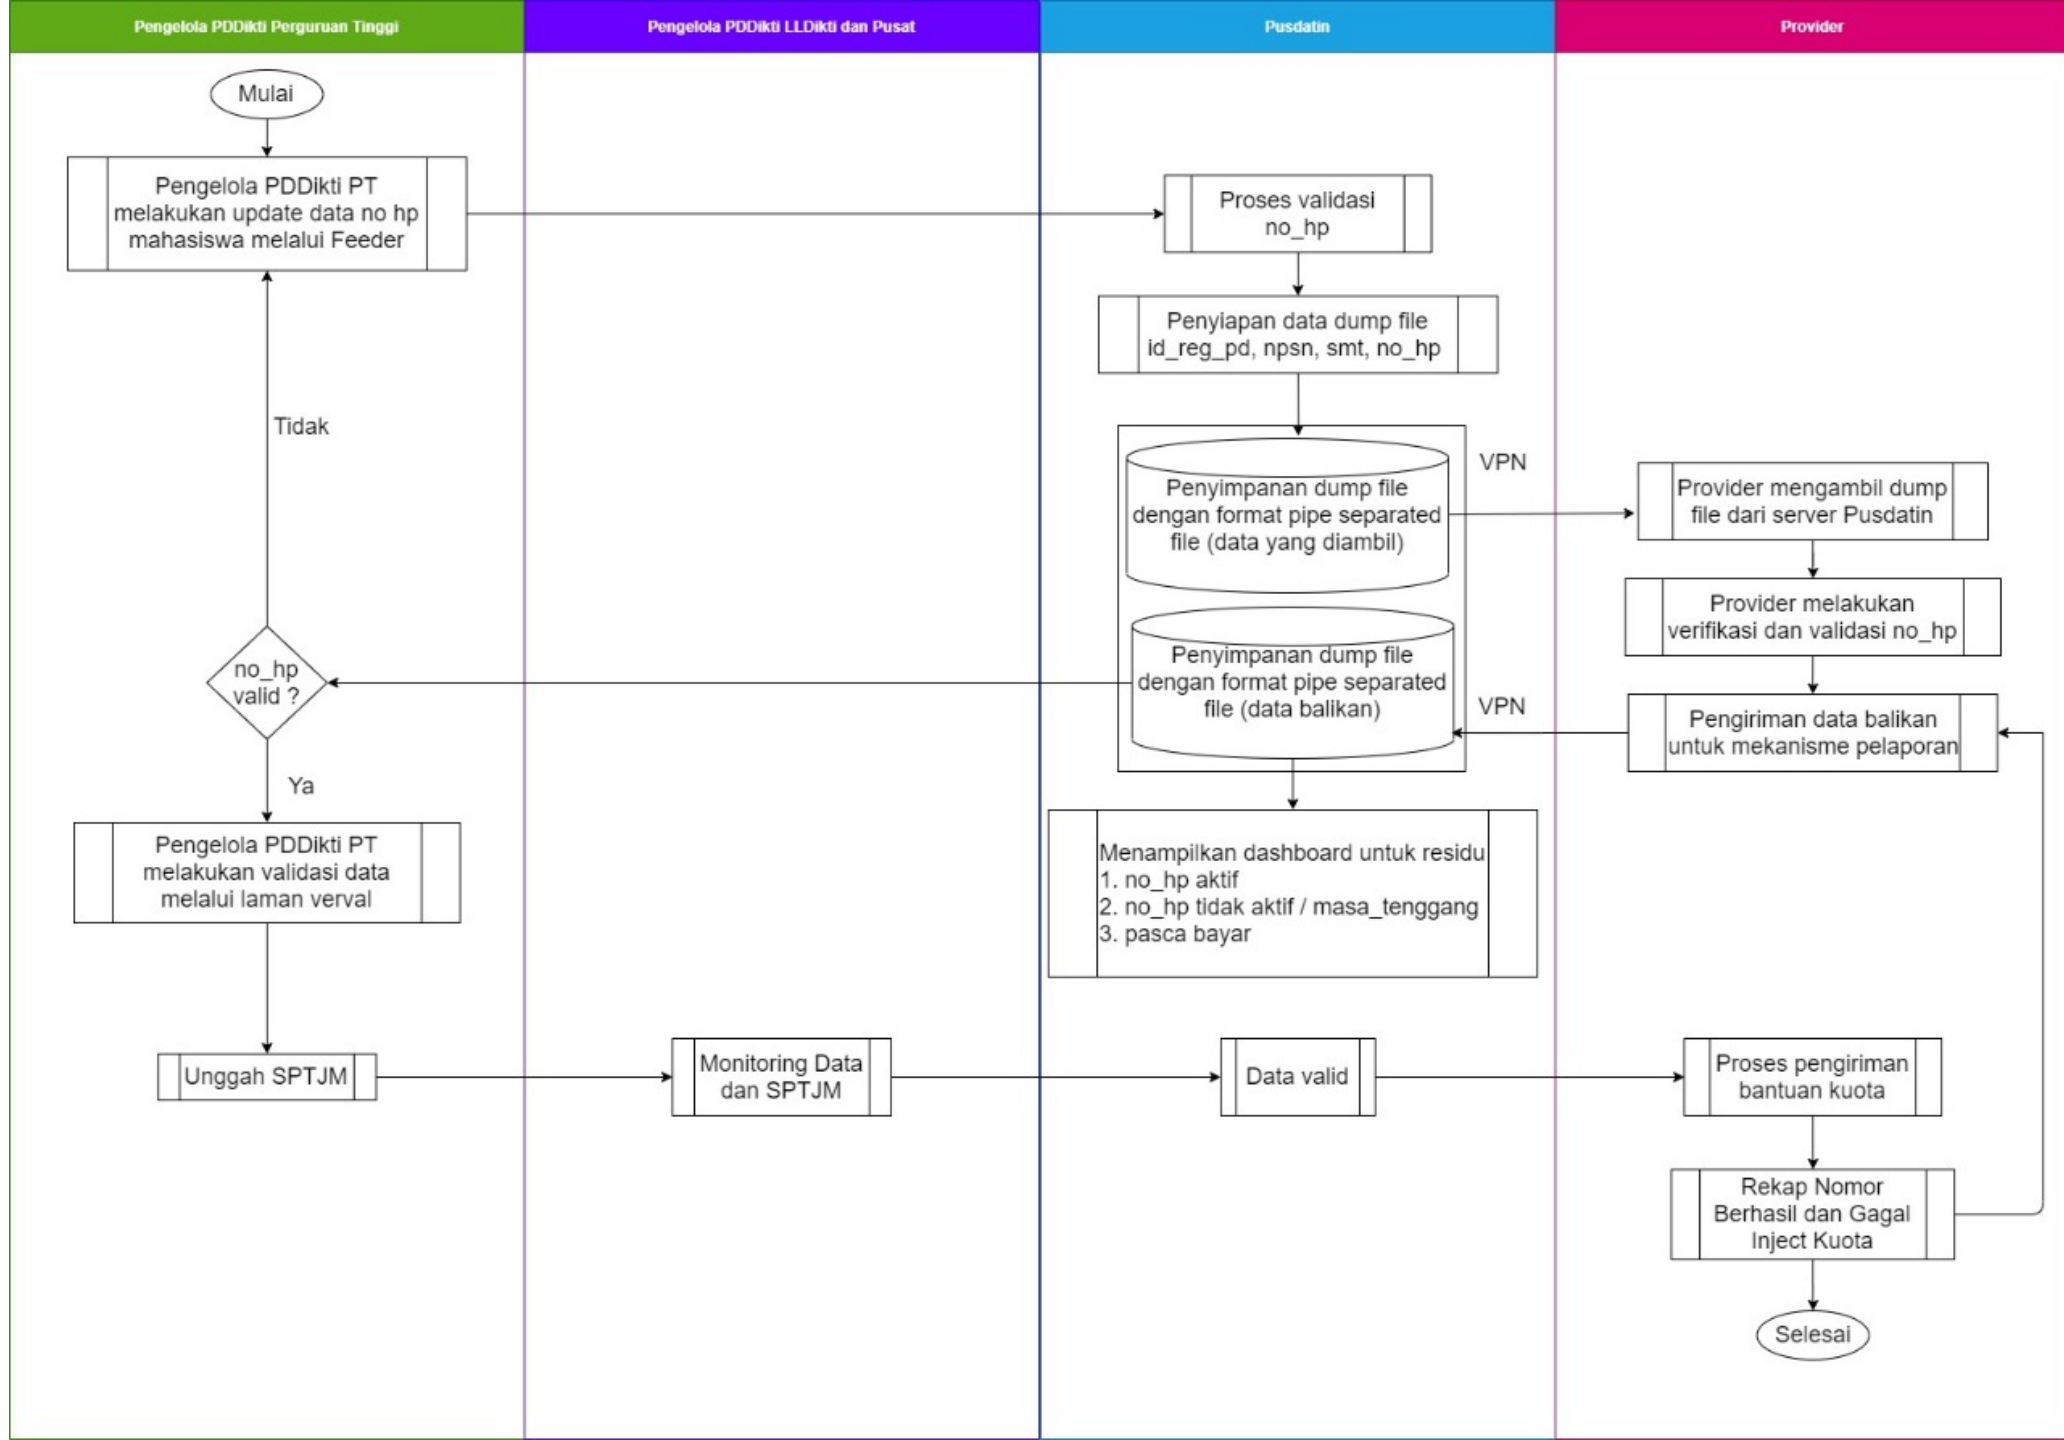 Pengelola PDDikti Perguruan Tinggi
Pengelola PDDikti LLDikti dan Pusat
Pusdatin
Provider
Mulai
Pengelola PDDikti PT
melakukan update data no hp
mahasiswa melalui Feeder
Proses validasi
no_hp
Penyiapan data dump file
id_reg_pd, npsn, smt, no_hp
Tidak
VPN
Penyimpanan dump file
dengan format pipe separated
file (data yang diambil)
Provider mengambil dump
file dari server Pusdatin
Provider melakukan
verifikasi dan validasi no_hp
no_hp
valid ?
Penyimpanan dump file
dengan format pipe separated
file (data balikan)
VPN
Pengiriman data balikan
untuk mekanisme pelaporan
Ya
Pengelola PDDikti PT
melakukan validasi data
melalui laman verval
Menampilkan dashboard untuk residu
1. no_hp aktif
2. no_hp tidak aktif / masa_tenggang
3. pasca bayar
Unggah SPTJM
Monitoring Data
dan SPTJM
Data valid
Proses pengiriman
bantuan kuota
Rekap Nomor
Berhasil dan Gagal
Inject Kuota
Selesai